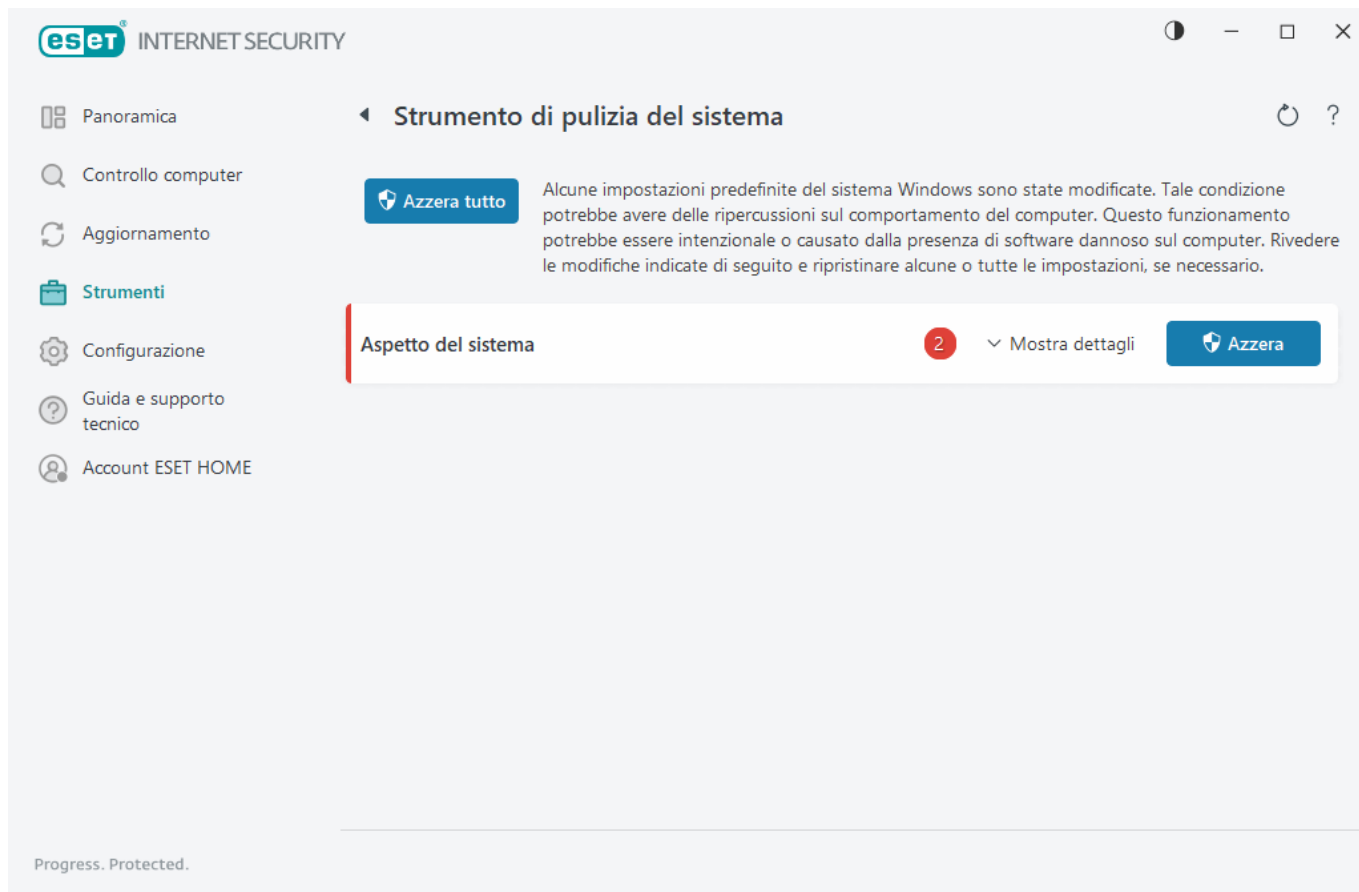 eset® INTERNET SECURITY
Panoramica
Controllo computer
Aggiornamento
Strumenti
Configurazione
Guida e supporto
tecnico
Account ESET HOME
Strumento di pulizia del sistema
?
Azzera tutto
Alcune impostazioni predefinite del sistema Windows sono state modificate. Tale condizione
potrebbe avere delle ripercussioni sul comportamento del computer. Questo funzionamento
potrebbe essere intenzionale o causato dalla presenza di software dannoso sul computer. Rivedere
le modifiche indicate di seguito e ripristinare alcune o tutte le impostazioni, se necessario.
Aspetto del sistema
2
Mostra dettagli
Azzera
Progress. Protected.